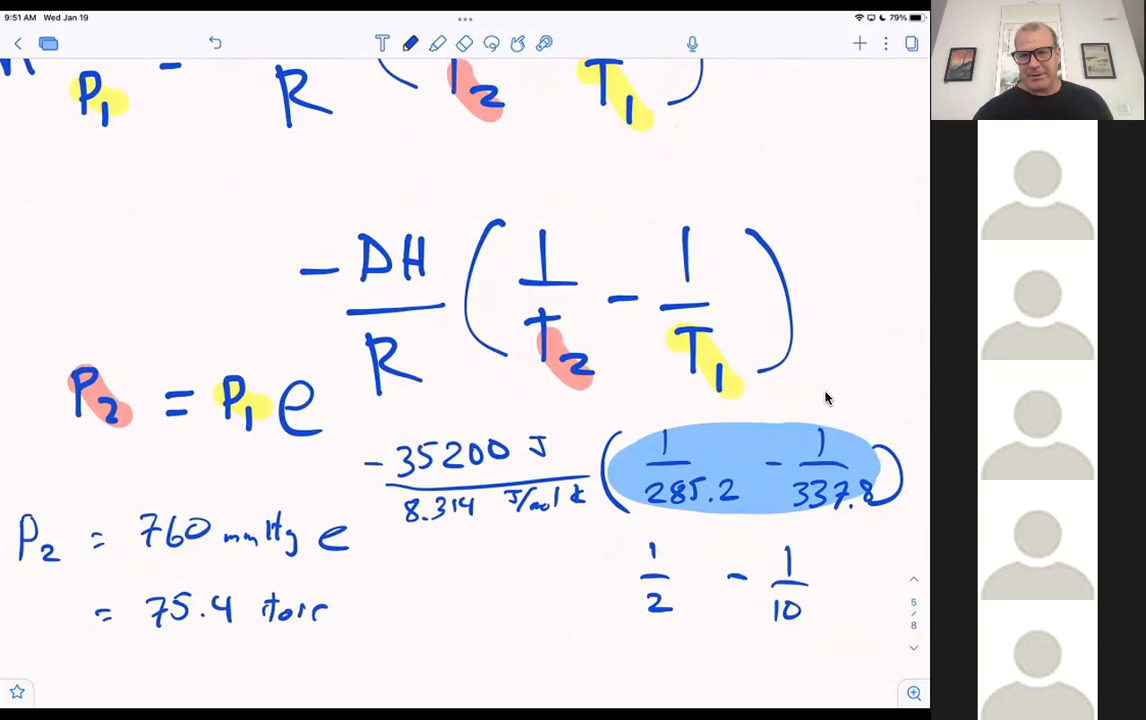 9:51 AM Wed Jan 19
79%
P₁ - R ( T₂ T₁ )
P₂ = P₁ e - DH / R ( 1 / t₂ - 1 / T₁ )
P₂ = 760 mmHg e - 35200 J / 8.314 J/mol K ( 1 / 285.2 - 1 / 337.8 )
= 75.4 torr
1 / 2 - 1 / 10
5 / 8